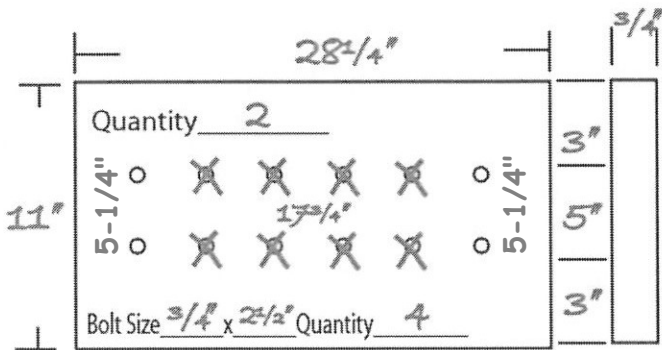 28 1/4" 3/4"
Quantity 2
3"
11" 5-1/4" 17 3/4" 5-1/4" 5"
Bolt Size 3/4" x 2 1/2" Quantity 4
3"